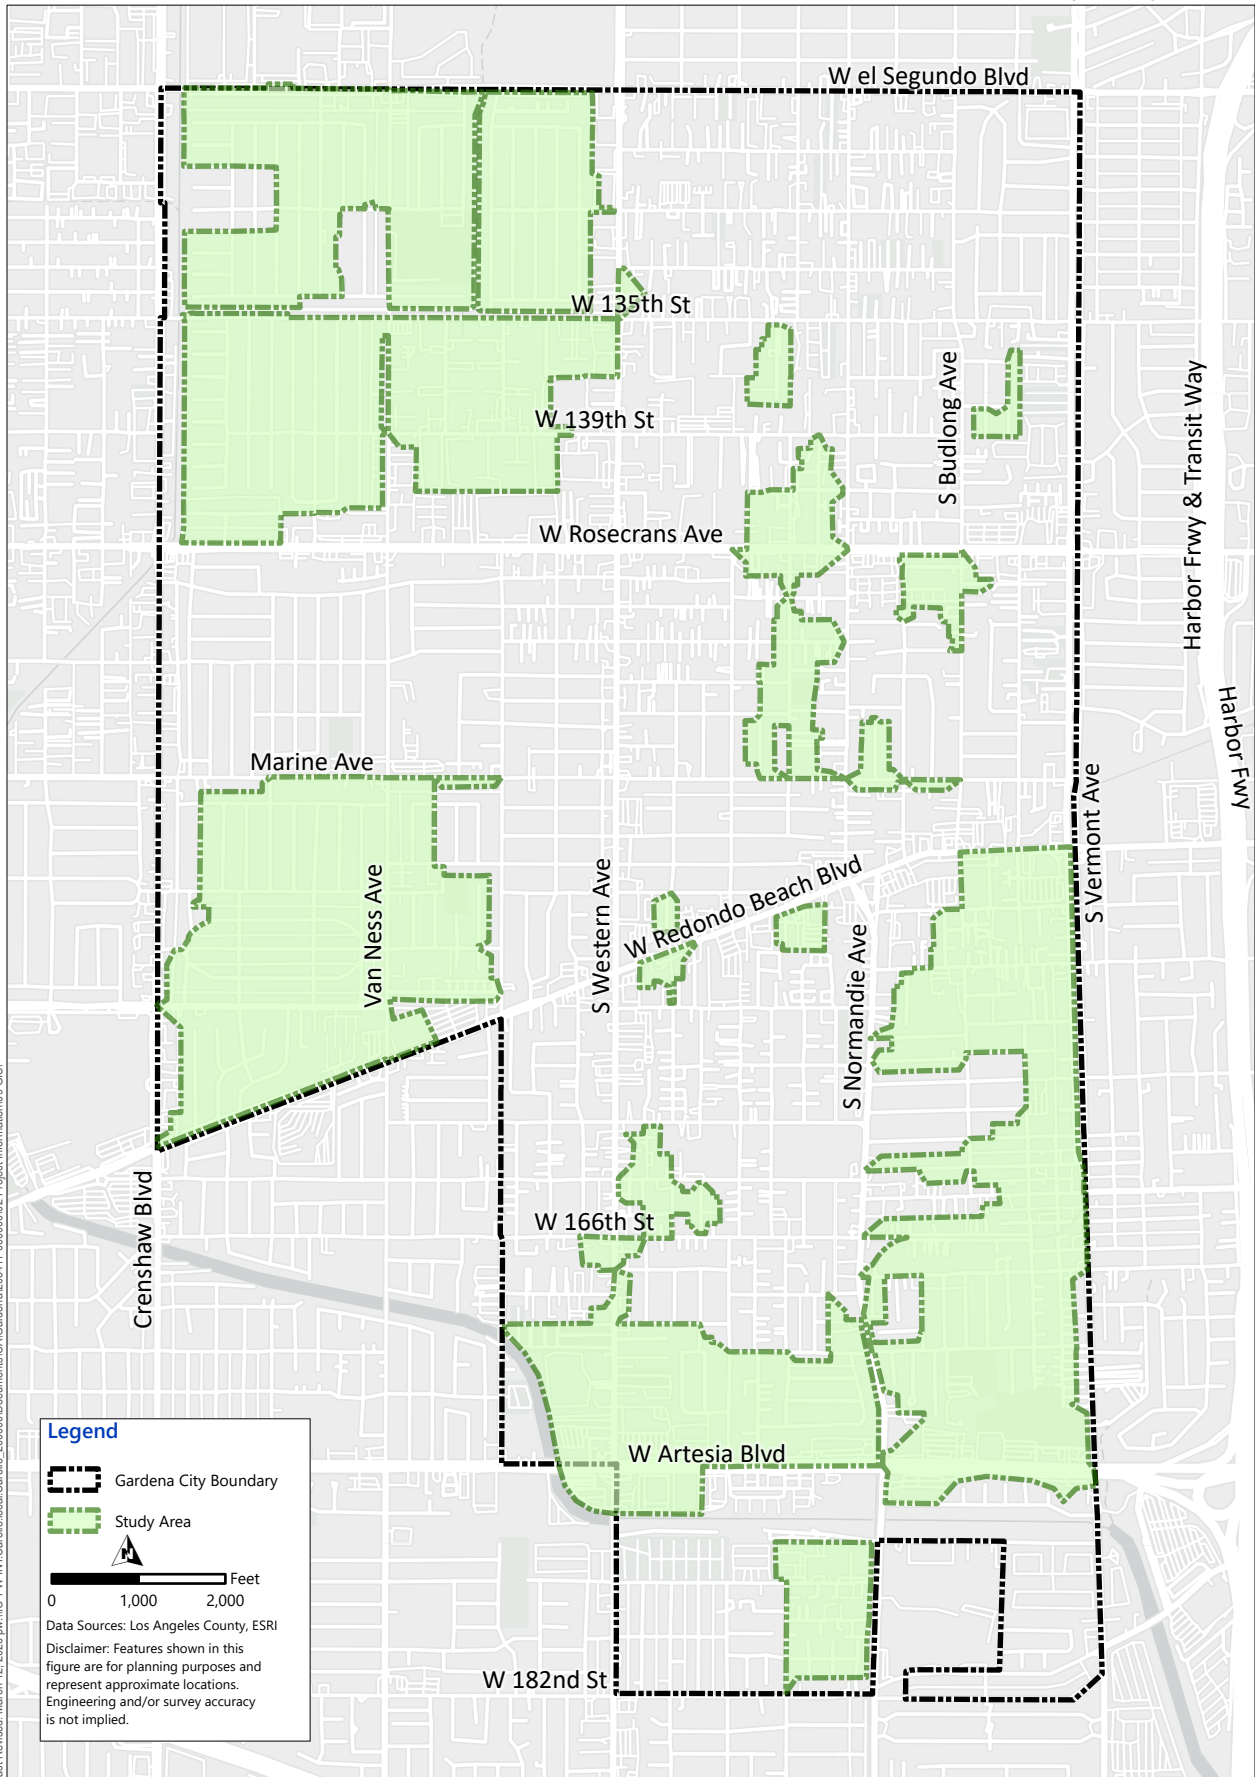 W el Segundo Blvd
W 135th St
S Budlong Ave
Harbor Frwy & Transit Way
W 139th St
W Rosecrans Ave
Harbor Fwy
Marine Ave
S Vermont Ave
Van Ness Ave
S Western Ave
W Redondo Beach Blvd
S Normandie Ave
Crenshaw Blvd
W 166th St
W Artesia Blvd
W 182nd St
Legend
Gardena City Boundary
Study Area
N
Feet
0 1,000 2,000
Data Sources: Los Angeles County, ESRI
Disclaimer: Features shown in this
figure are for planning purposes and
represent approximate locations.
Engineering and/or survey accuracy
is not implied.